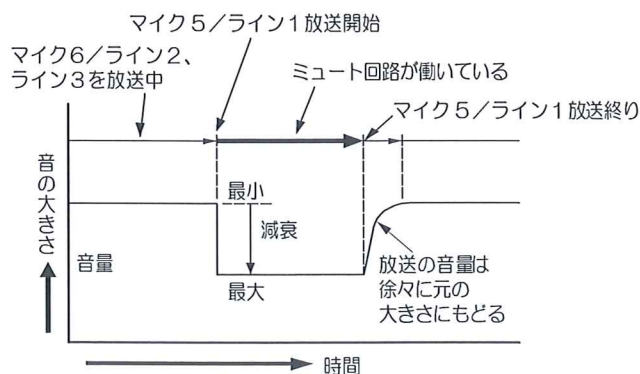 マイク5／ライン1放送開始
マイク6／ライン2、
ライン3を放送中
ミュート回路が働いている
マイク5／ライン1放送終り
音の大きさ
音量
最小
減衰
最大
放送の音量は
徐々に元の
大きさにもどる
時間